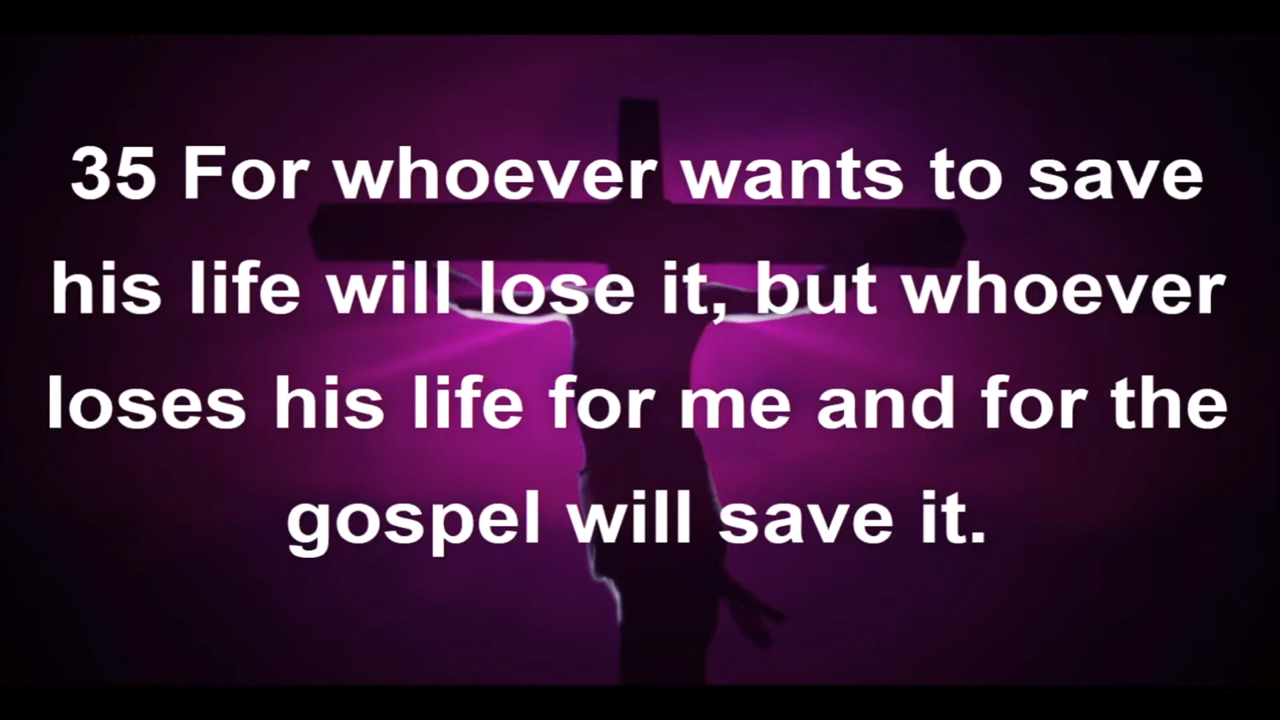 35 For whoever wants to save
his life will lose it, but whoever
loses his life for me and for the
gospel will save it.